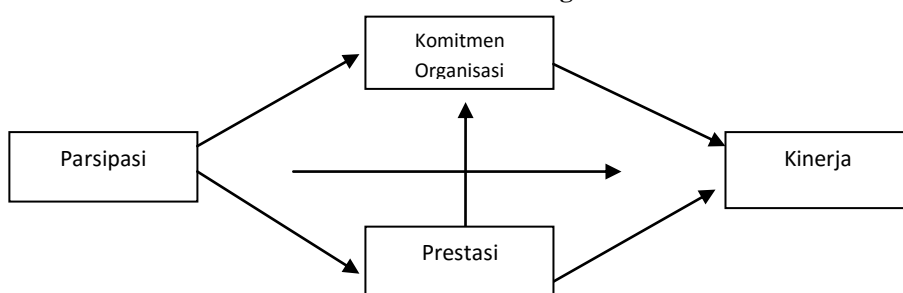 Komitmen
Organisasi
Parsipasi
Kinerja
Prestasi